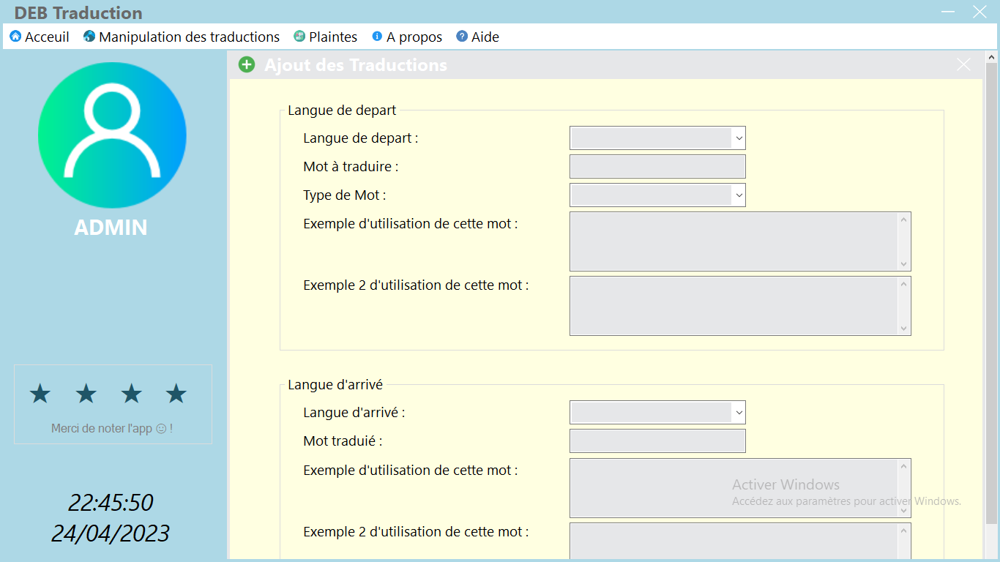 DEB Traduction
Acceuil Manipulation des traductions Plaintes A propos Aide
ADMIN
Merci de noter l'app ☺ !
22:45:50
24/04/2023
Ajout des Traductions
Langue de depart
Langue de depart :
Mot à traduire :
Type de Mot :
Exemple d'utilisation de cette mot :
Exemple 2 d'utilisation de cette mot :
Langue d'arrivé
Langue d'arrivé :
Mot traduié :
Exemple d'utilisation de cette mot :
Exemple 2 d'utilisation de cette mot :
Activer Windows
Accédez aux paramètres pour activer Windows.